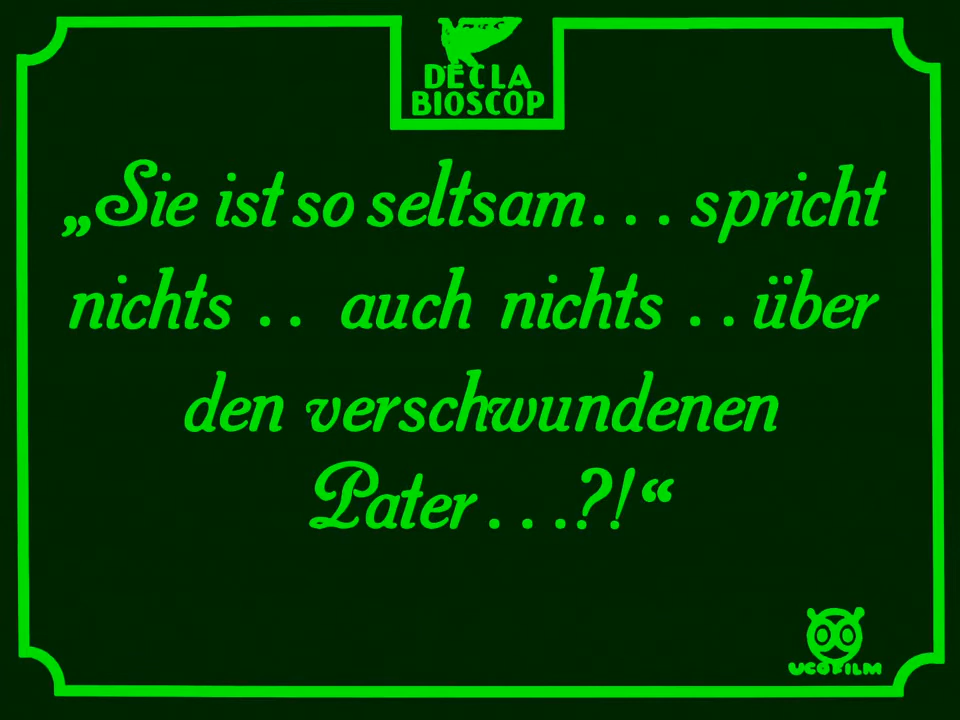 DECLA
BIOSCOP
„Sie ist so seltsam... spricht
nichts .. auch nichts .. über
den verschwundenen
Pater ...?!“
UCOFILM